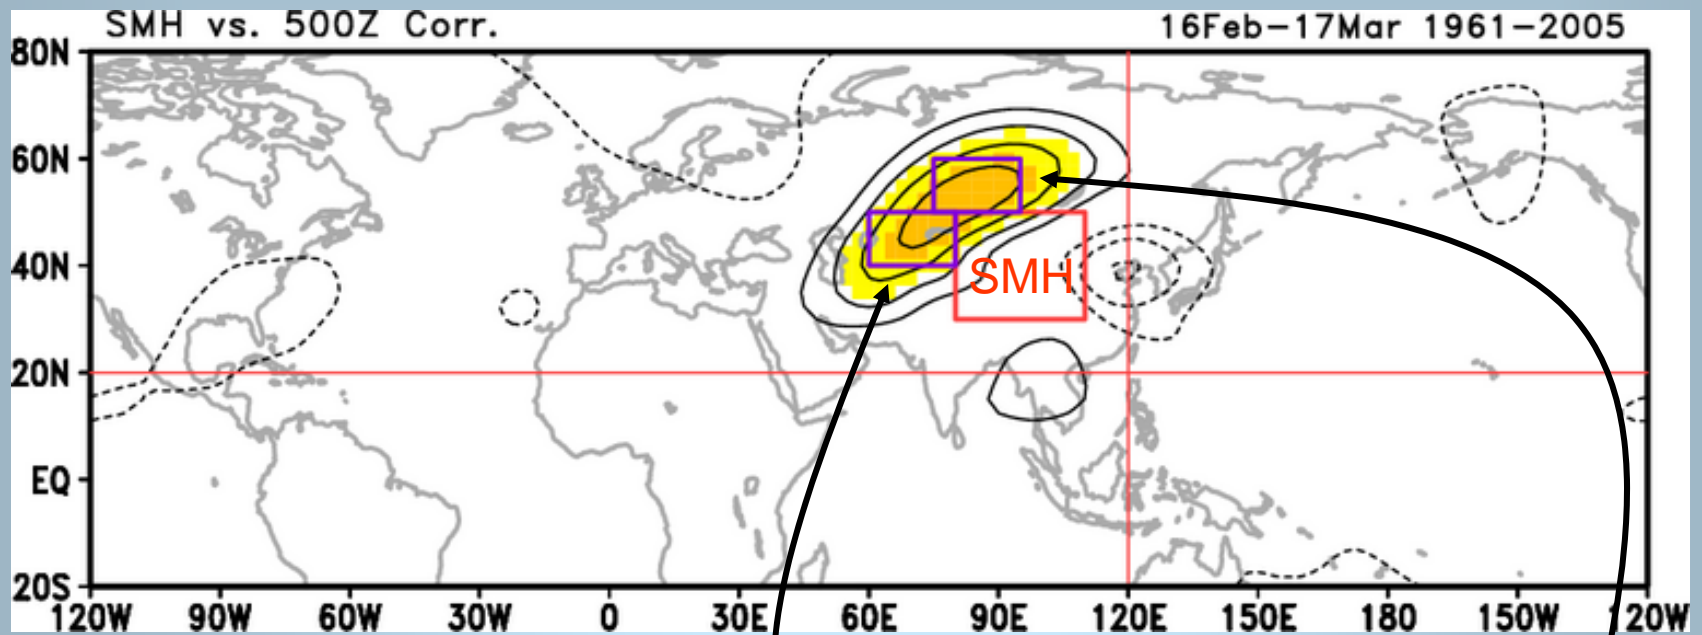 SMH vs. 500Z Corr. 16Feb-17Mar 1961-2005
80N
60N
40N
20N
EQ
20S
SMH
120W 90W 60W 30W 0 30E 60E 90E 120E 150E 180 150W 120W